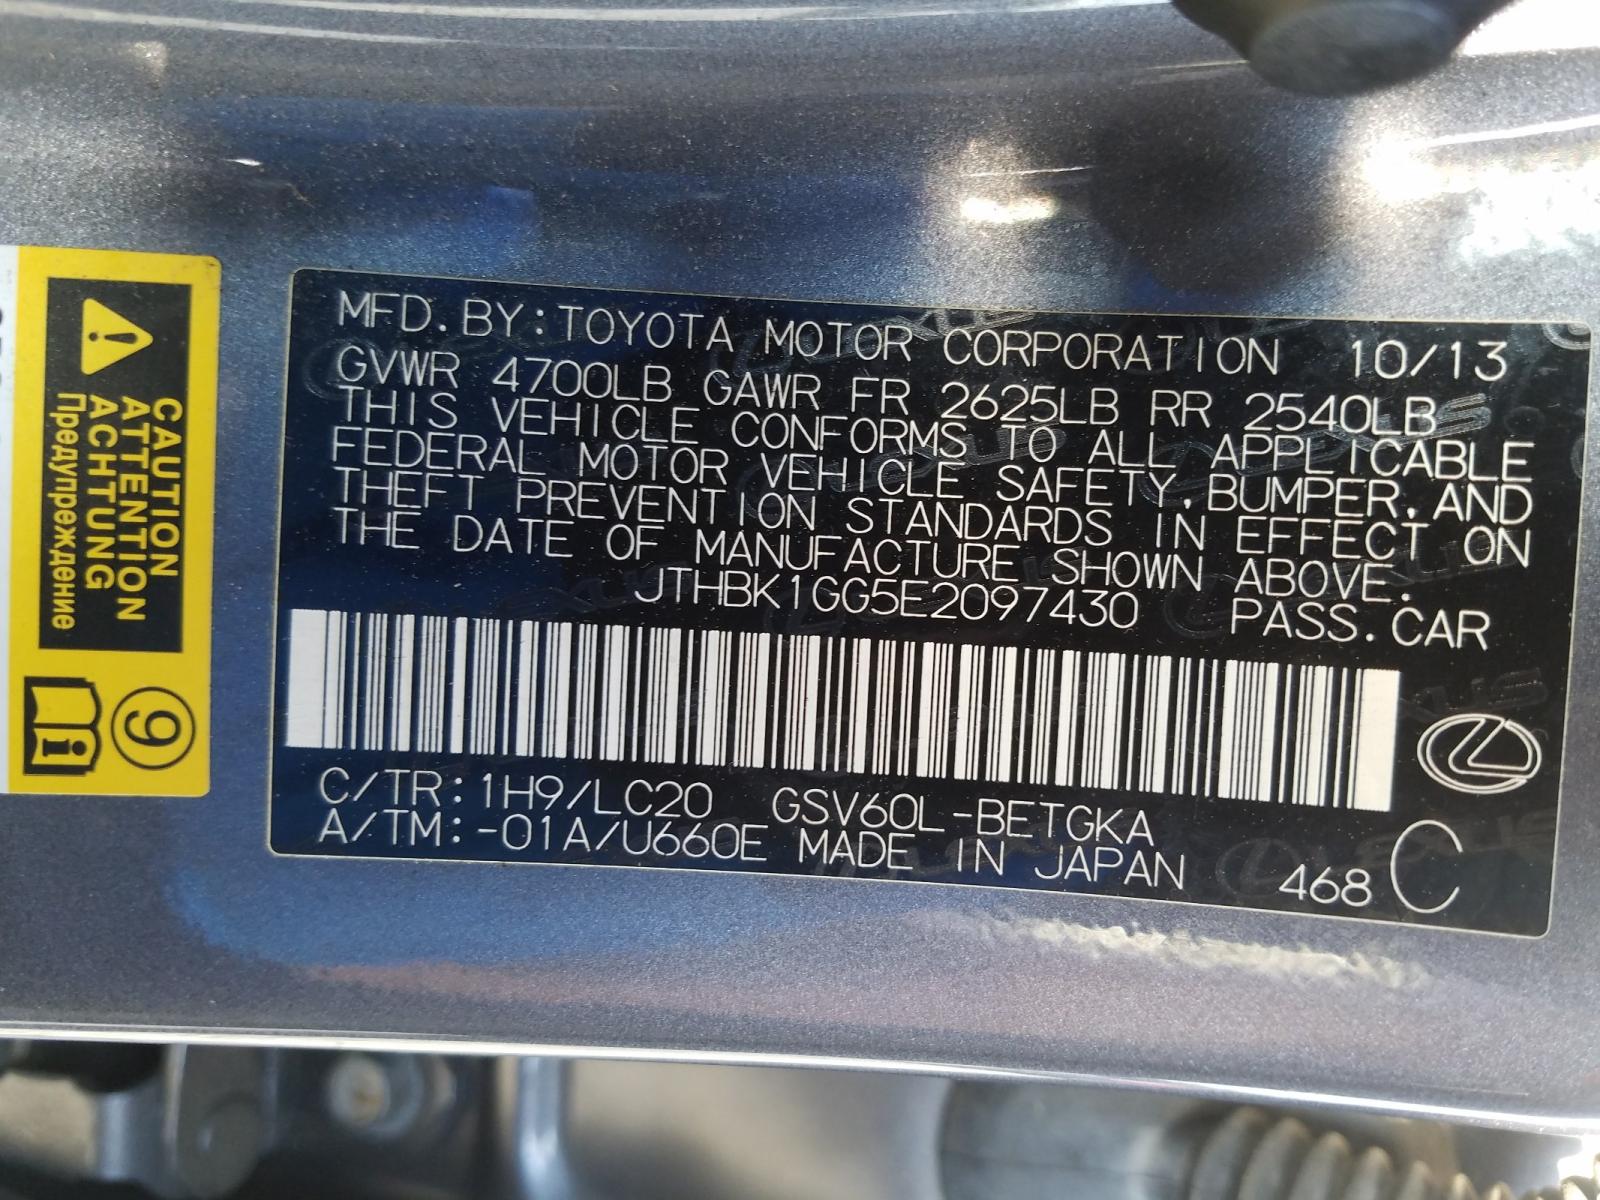 MFD. BY: TOYOTA MOTOR CORPORATION 10/13
GVWR 4700LB GAWR FR 2625LB RR 2540LB
THIS VEHICLE CONFORMS TO ALL APPLICABLE
FEDERAL MOTOR VEHICLE SAFETY, BUMPER, AND
THEFT PREVENTION STANDARDS IN EFFECT ON
THE DATE OF MANUFACTURE SHOWN ABOVE.
JTHBK1GG5E2097430 PASS. CAR
C/TR: 1H9/LC20 GSV60L-BETGKA
A/TM: -01A/U660E MADE IN JAPAN 468 C
CAUTION
ATTENTION
ACHTUNG
Предупреждение
9
i